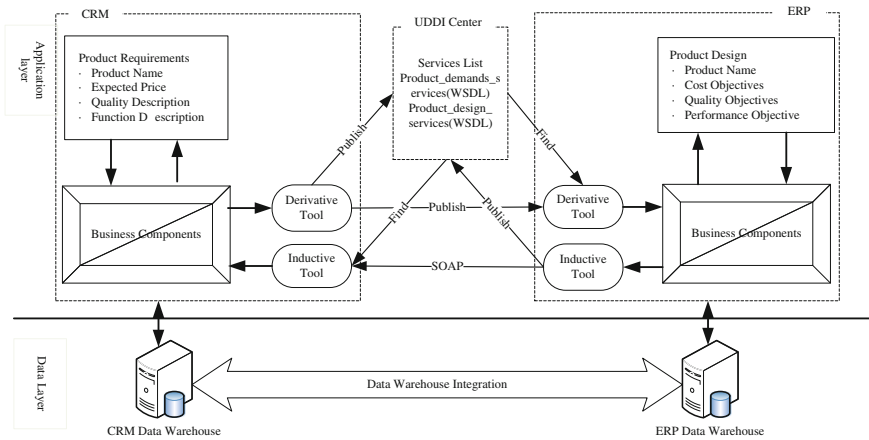 CRM
UDDI Center
ERP
Application
layer
Product Requirements
· Product Name
· Expected Price
· Quality Description
· Function D escription
Services List
Product_demands_s
ervices(WSDL)
Product_design_
services(WSDL)
Product Design
· Product Name
· Cost Objectives
· Quality Objectives
· Performance Objective
Publish
Find
Business Components
Derivative
Tool
Find
Publish
Publish
Derivative
Tool
Business Components
Inductive
Tool
SOAP
Inductive
Tool
Data Layer
Data Warehouse Integration
CRM Data Warehouse
ERP Data Warehouse